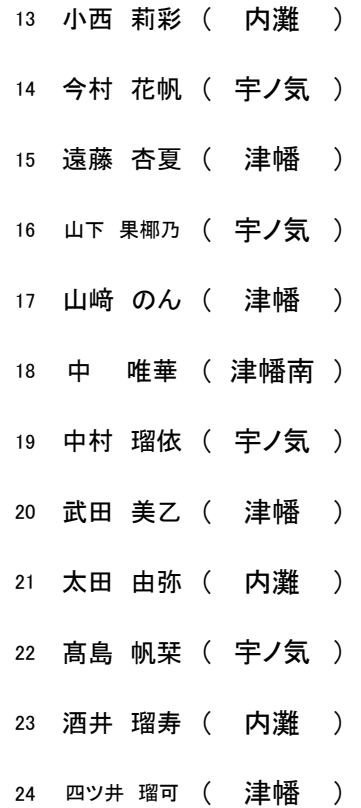 13 小西 莉彩 ( 内灘 )
14 今村 花帆 ( 宇ノ気 )
15 遠藤 杏夏 ( 津幡 )
16 山下 果椰乃 ( 宇ノ気 )
17 山﨑 のん ( 津幡 )
18 中 唯華 ( 津幡南 )
19 中村 瑠依 ( 宇ノ気 )
20 武田 美乙 ( 津幡 )
21 太田 由弥 ( 内灘 )
22 髙島 帆栞 ( 宇ノ気 )
23 酒井 瑠寿 ( 内灘 )
24 四ツ井 瑠可 ( 津幡 )